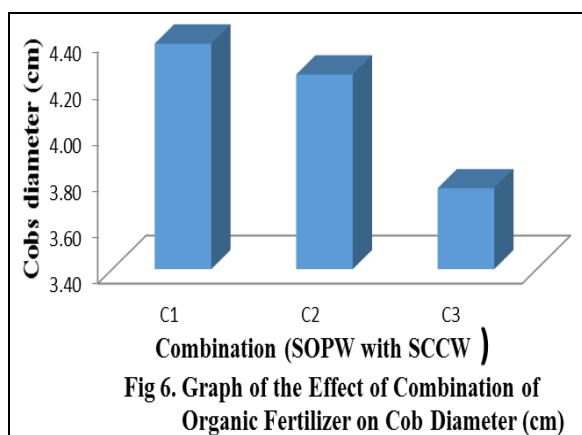 Cobs diameter (cm)
4.40
4.20
4.00
3.80
3.60
3.40
C1 C2 C3
Combination (SOPW with SCCW )
Fig 6. Graph of the Effect of Combination of
Organic Fertilizer on Cob Diameter (cm)